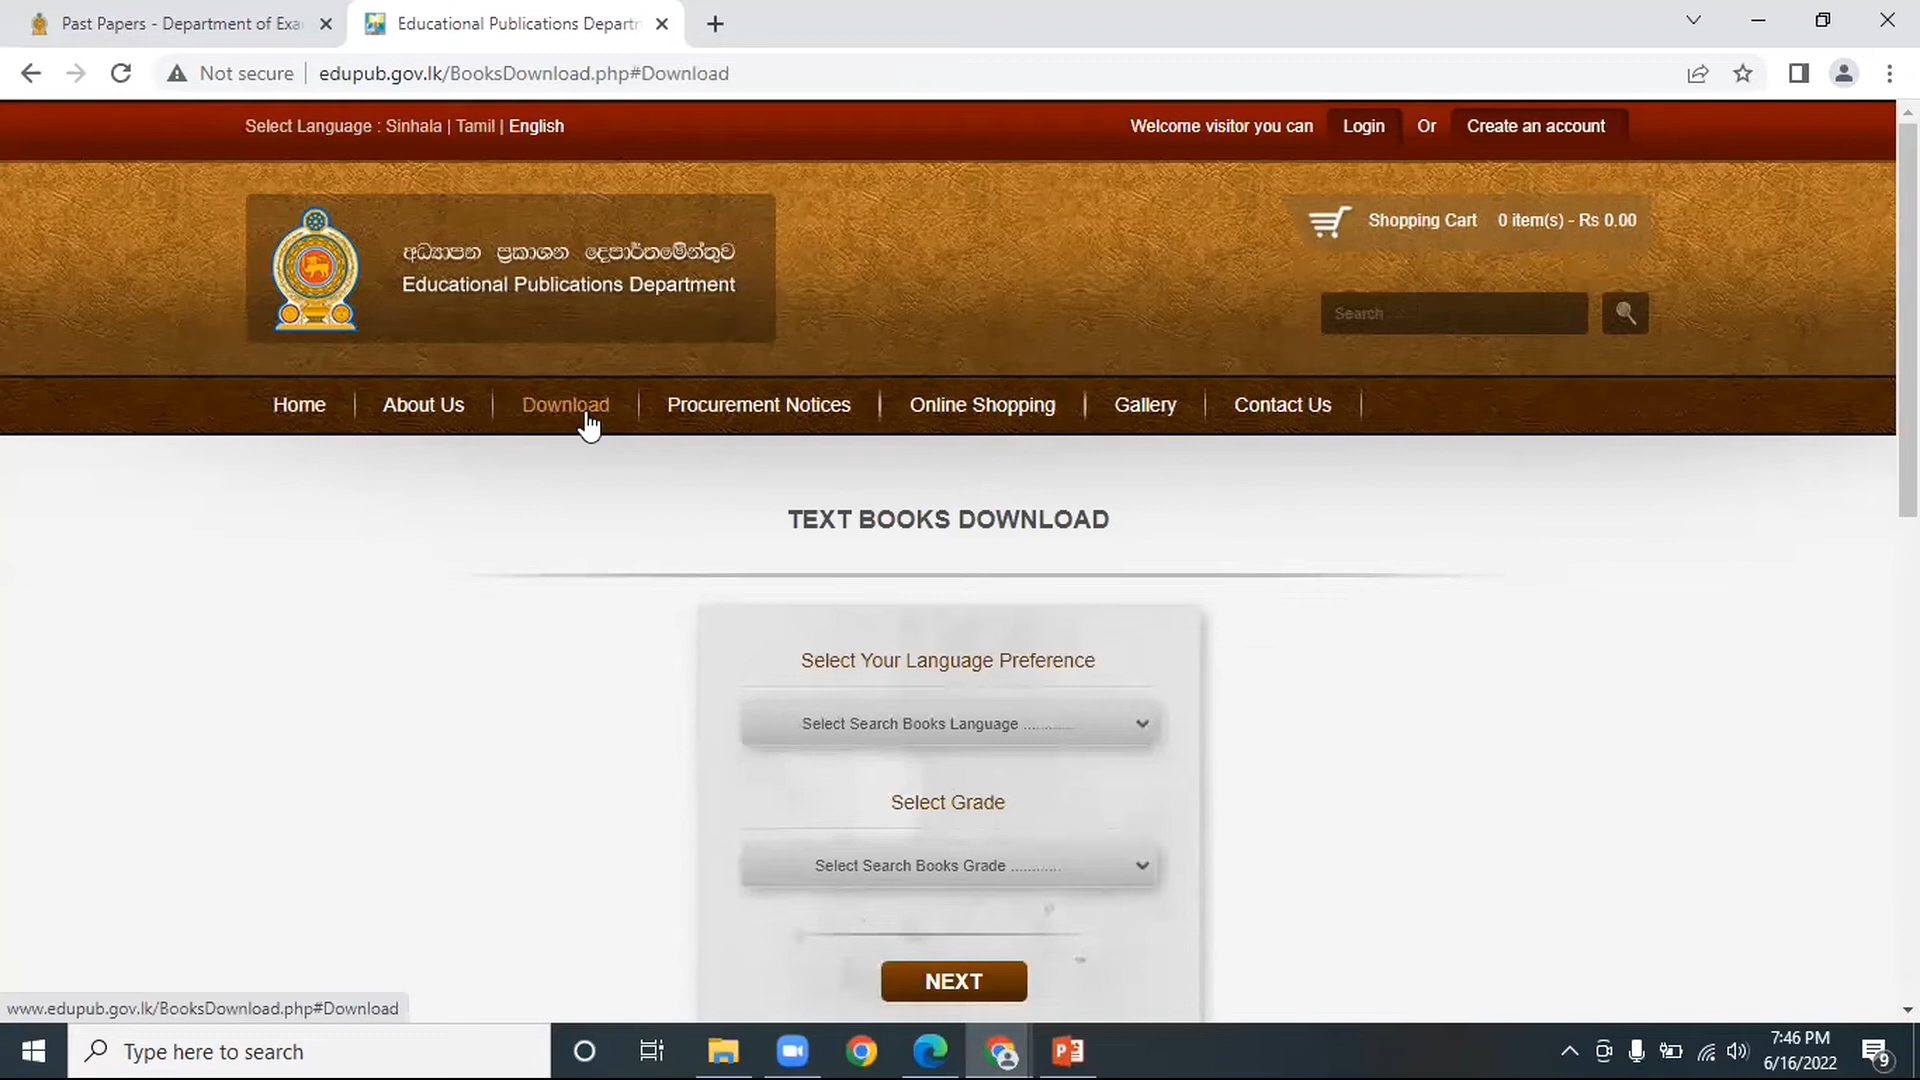 Past Papers - Department of Exa
Educational Publications Departn
Not secure
edupub.gov.lk/BooksDownload.php#Download
Select Language : Sinhala | Tamil | English
Welcome visitor you can Login Or Create an account
අධ්‍යාපන ප්‍රකාශන දෙපාර්තමේන්තුව
Educational Publications Department
Shopping Cart 0 item(s) - Rs 0.00
Search
Home About Us Download Procurement Notices Online Shopping Gallery Contact Us
TEXT BOOKS DOWNLOAD
Select Your Language Preference
Select Search Books Language ............
Select Grade
Select Search Books Grade ............
NEXT
www.edupub.gov.lk/BooksDownload.php#Download
Type here to search
7:46 PM
6/16/2022
9